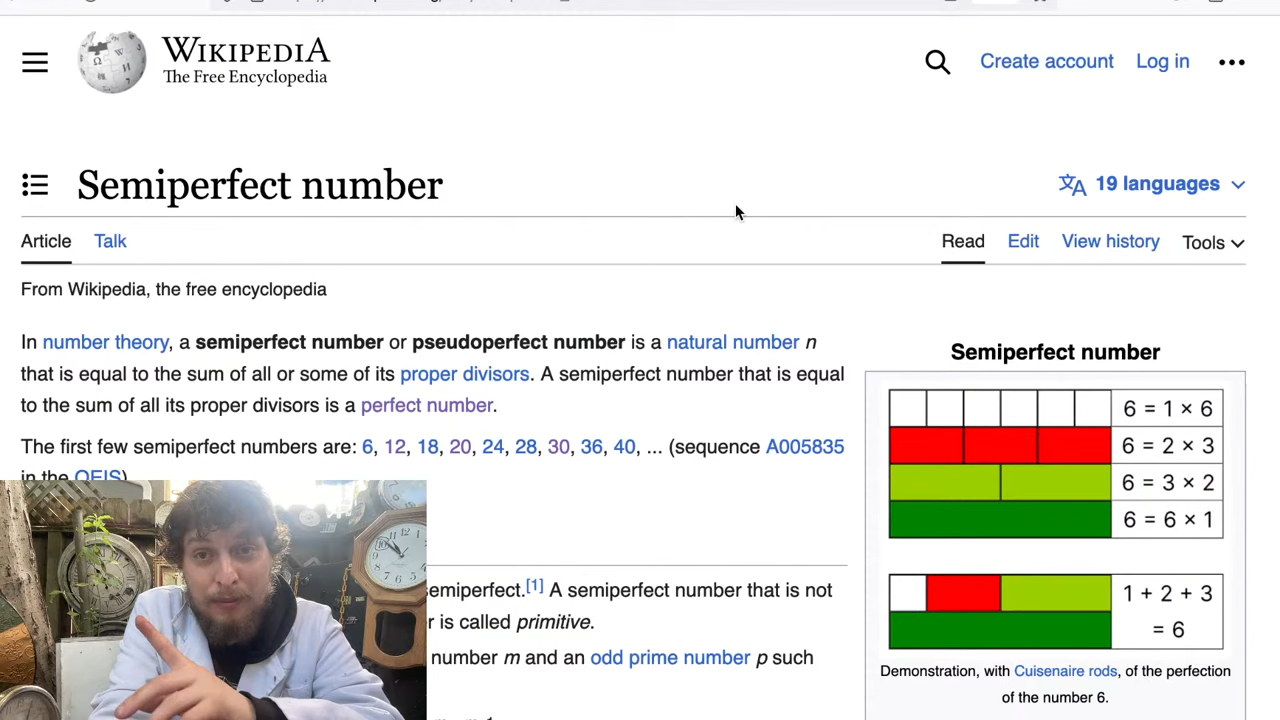 WIKIPEDIA
The Free Encyclopedia
Create account
Log in
Semiperfect number
19 languages
Article
Talk
Read
Edit
View history
Tools
From Wikipedia, the free encyclopedia
In number theory, a semiperfect number or pseudoperfect number is a natural number n
that is equal to the sum of all or some of its proper divisors. A semiperfect number that is equal
to the sum of all its proper divisors is a perfect number.
The first few semiperfect numbers are: 6, 12, 18, 20, 24, 28, 30, 36, 40, ... (sequence A005835
in the OEIS)
emiperfect.[1] A semiperfect number that is not
r is called primitive.
number m and an odd prime number p such
Semiperfect number
6 = 1 × 6
6 = 2 × 3
6 = 3 × 2
6 = 6 × 1
1 + 2 + 3
= 6
Demonstration, with Cuisenaire rods, of the perfection
of the number 6.